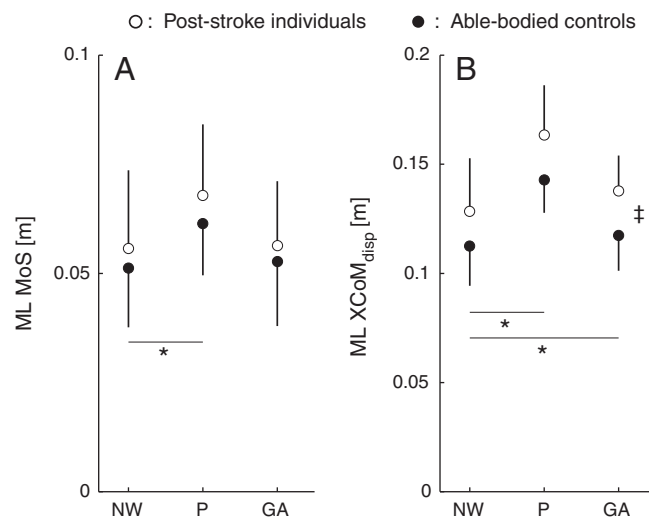 ○ : Post-stroke individuals ● : Able-bodied controls
A
ML MoS [m]
0.1
0.05
0
*
NW P GA
B
ML XCoM_disp [m]
0.2
0.15
0.1
0.05
0
‡
*
*
NW P GA